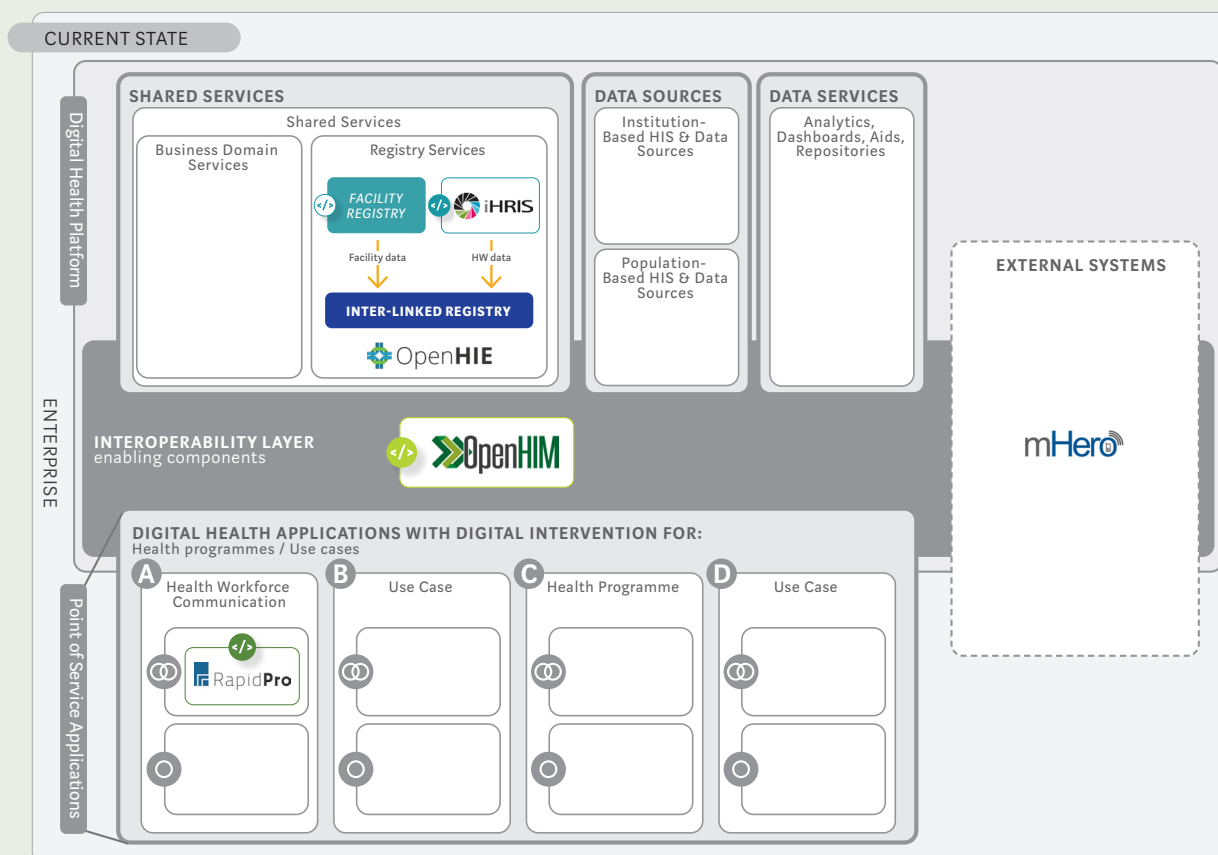 CURRENT STATE
Digital Health Platform
ENTERPRISE
Point of Service Applications
SHARED SERVICES
Shared Services
Business Domain
Services
Registry Services
</>
FACILITY
REGISTRY
</>
iHRIS
Facility data
HW data
INTER-LINKED REGISTRY
OpenHIE
DATA SOURCES
Institution-
Based HIS & Data
Sources
Population-
Based HIS & Data
Sources
DATA SERVICES
Analytics,
Dashboards, Aids,
Repositories
EXTERNAL SYSTEMS
mHero
INTEROPERABILITY LAYER
enabling components
</>
OpenHIM
DIGITAL HEALTH APPLICATIONS WITH DIGITAL INTERVENTION FOR:
Health programmes / Use cases
A
Health Workforce
Communication
</>
RapidPro
B
Use Case
C
Health Programme
D
Use Case